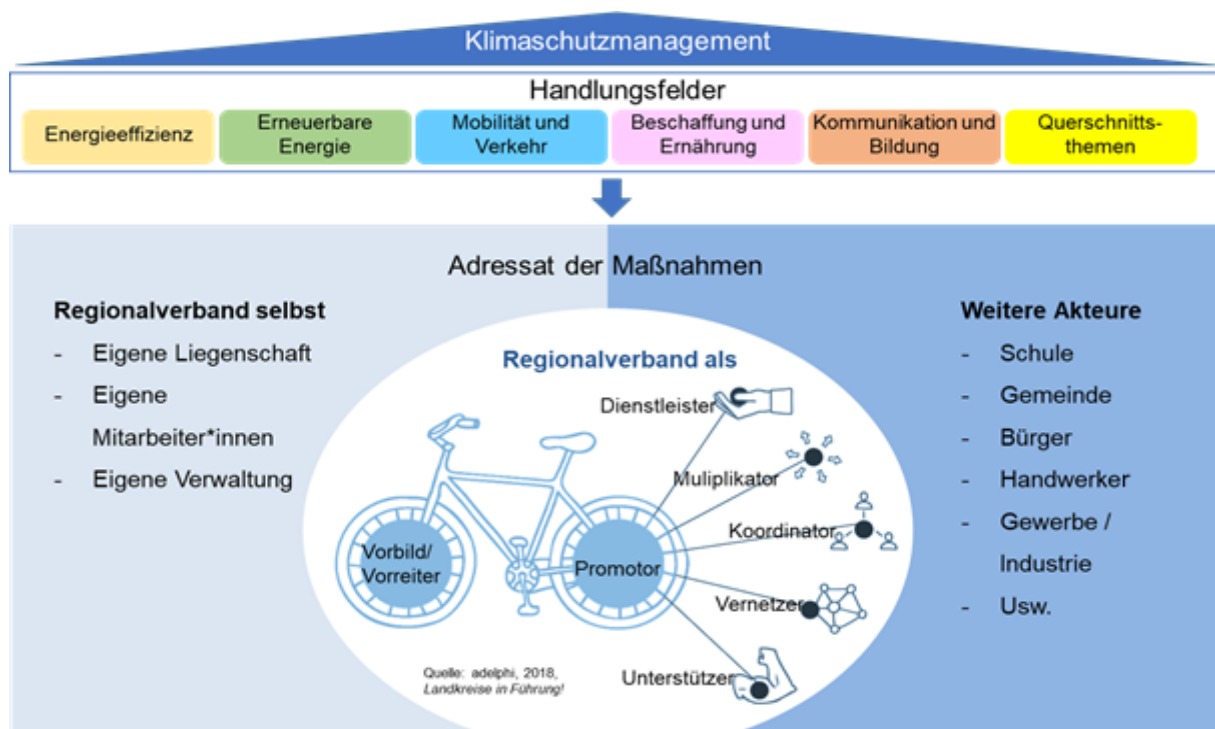 Klimaschutzmanagement
Handlungsfelder
Energieeffizienz
Erneuerbare
Energie
Mobilität und
Verkehr
Beschaffung und
Ernährung
Kommunikation und
Bildung
Querschnitts-
themen
Adressat der Maßnahmen
Regionalverband selbst
- Eigene Liegenschaft
- Eigene
Mitarbeiter*innen
- Eigene Verwaltung
Regionalverband als
Dienstleister
Muliplikator
Koordinator
Vernetzer
Unterstützer
Vorbild/
Vorreiter
Promotor
Quelle: adelphi, 2018,
Landkreise in Führung!
Weitere Akteure
- Schule
- Gemeinde
- Bürger
- Handwerker
- Gewerbe /
Industrie
- Usw.